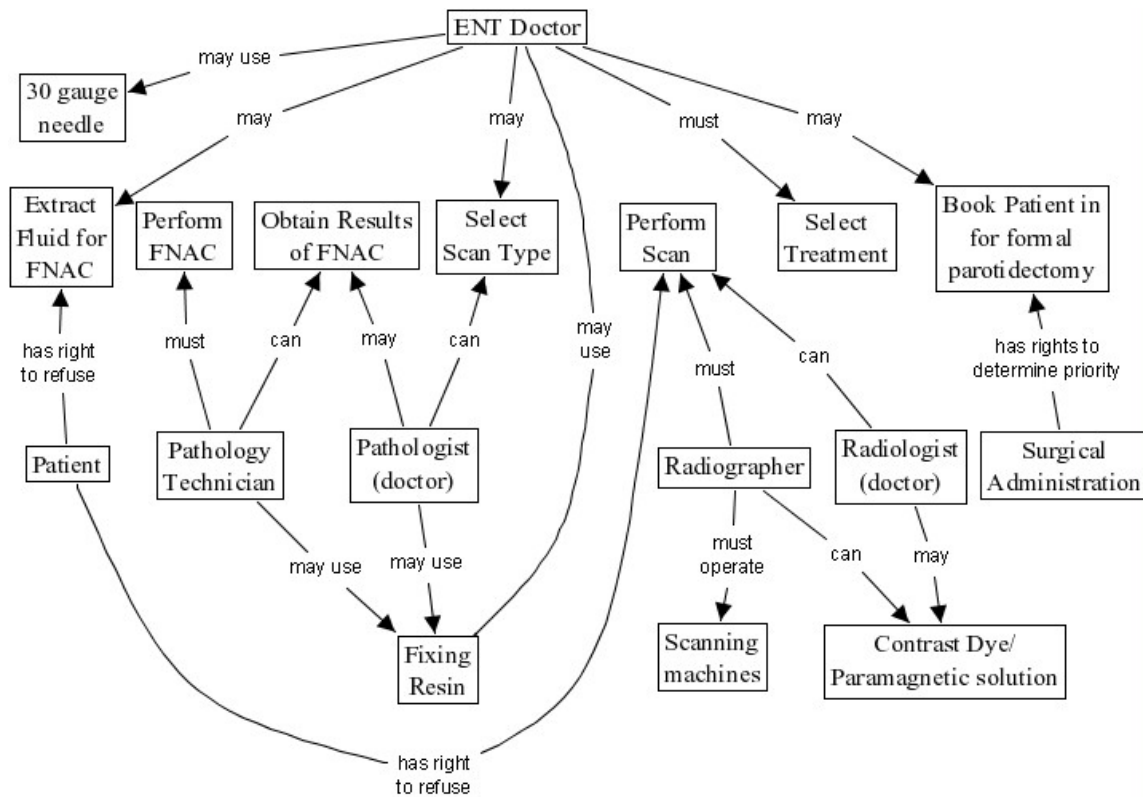 ENT Doctor
may use
30 gauge
needle
may
may
must
may
Extract
Fluid for
FNAC
Perform
FNAC
Obtain Results
of FNAC
Select
Scan Type
Perform
Scan
Select
Treatment
Book Patient in
for formal
parotidectomy
has right
to refuse
must
can
may
can
may
use
must
can
has rights to
determine priority
Patient
Pathology
Technician
Pathologist
(doctor)
Radiographer
Radiologist
(doctor)
Surgical
Administration
may use
may use
must
operate
can
may
Fixing
Resin
Scanning
machines
Contrast Dye/
Paramagnetic solution
has right
to refuse